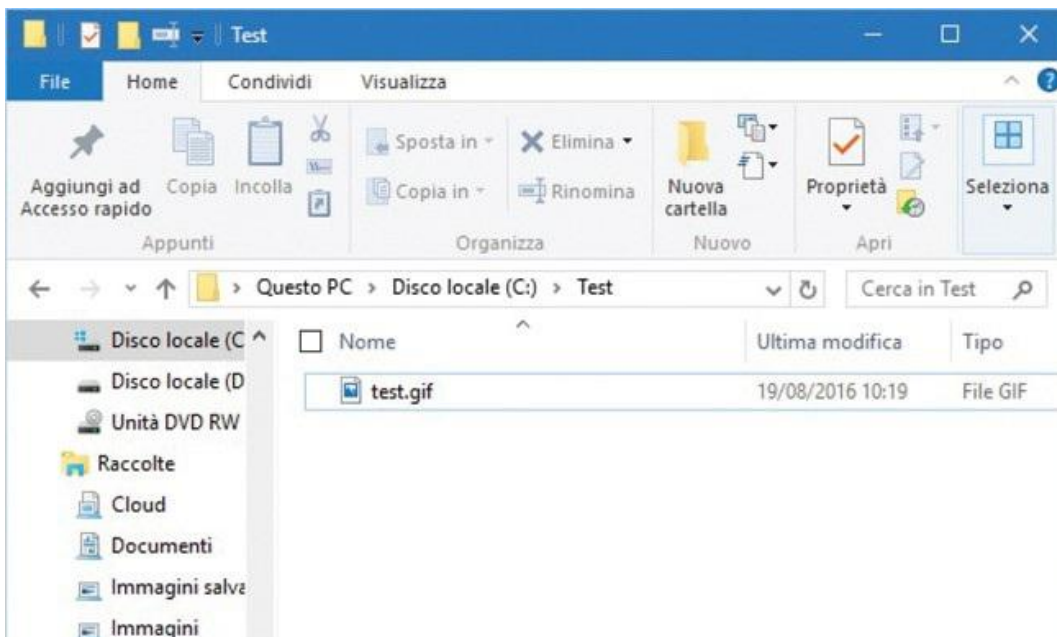 Test
File Home Condividi Visualizza
Aggiungi ad
Accesso rapido
Copia
Incolla
Appunti
Sposta in
Copia in
Elimina
Rinomina
Organizza
Nuova
cartella
Nuovo
Proprietà
Apri
Seleziona
Questo PC > Disco locale (C:) > Test
Cerca in Test
Nome Ultima modifica Tipo
test.gif 19/08/2016 10:19 File GIF
Disco locale (C
Disco locale (D
Unità DVD RW
Raccolte
Cloud
Documenti
Immagini salva
Immagini